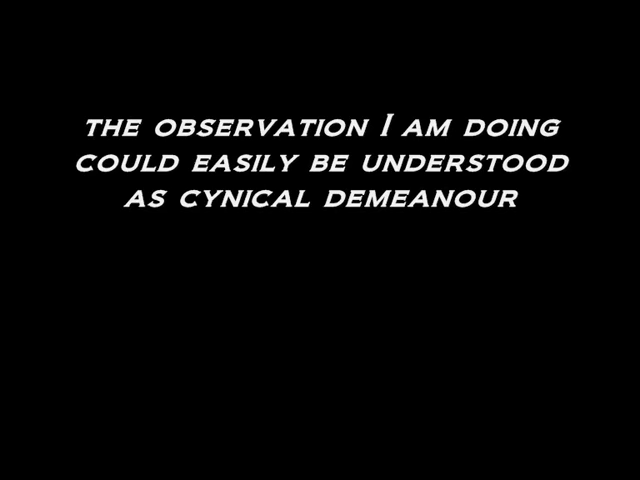 THE OBSERVATION I AM DOING
COULD EASILY BE UNDERSTOOD
AS CYNICAL DEMEANOUR